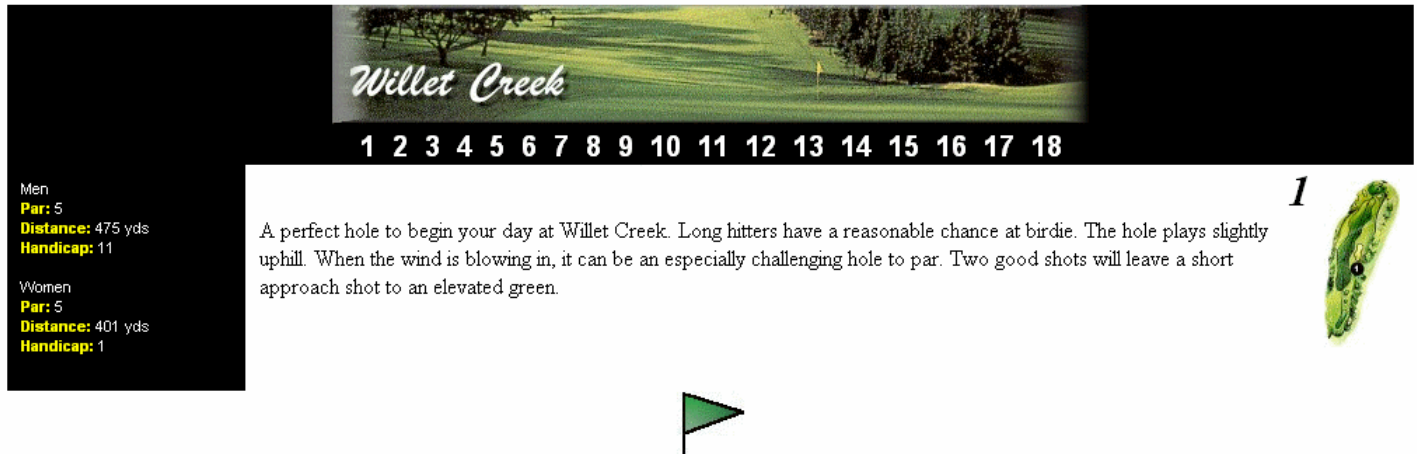 Willet Creek
1 2 3 4 5 6 7 8 9 10 11 12 13 14 15 16 17 18
Men
Par: 5
Distance: 475 yds
Handicap: 11
Women
Par: 5
Distance: 401 yds
Handicap: 1
A perfect hole to begin your day at Willet Creek. Long hitters have a reasonable chance at birdie. The hole plays slightly
uphill. When the wind is blowing in, it can be an especially challenging hole to par. Two good shots will leave a short
approach shot to an elevated green.
1
1